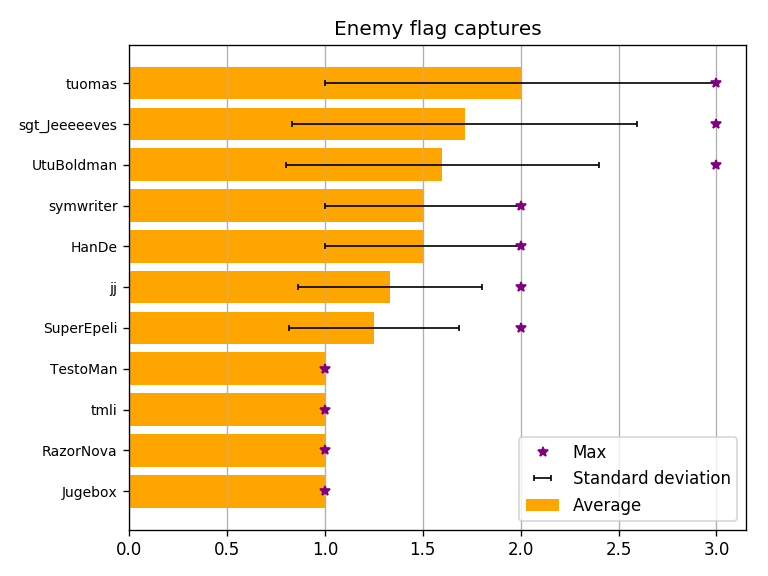 Enemy flag captures
tuomas
sgt_Jeeeeeves
UtuBoldman
symwriter
HanDe
jj
SuperEpeli
TestoMan
tmli
RazorNova
Jugebox
Max
Standard deviation
Average
0.0 0.5 1.0 1.5 2.0 2.5 3.0